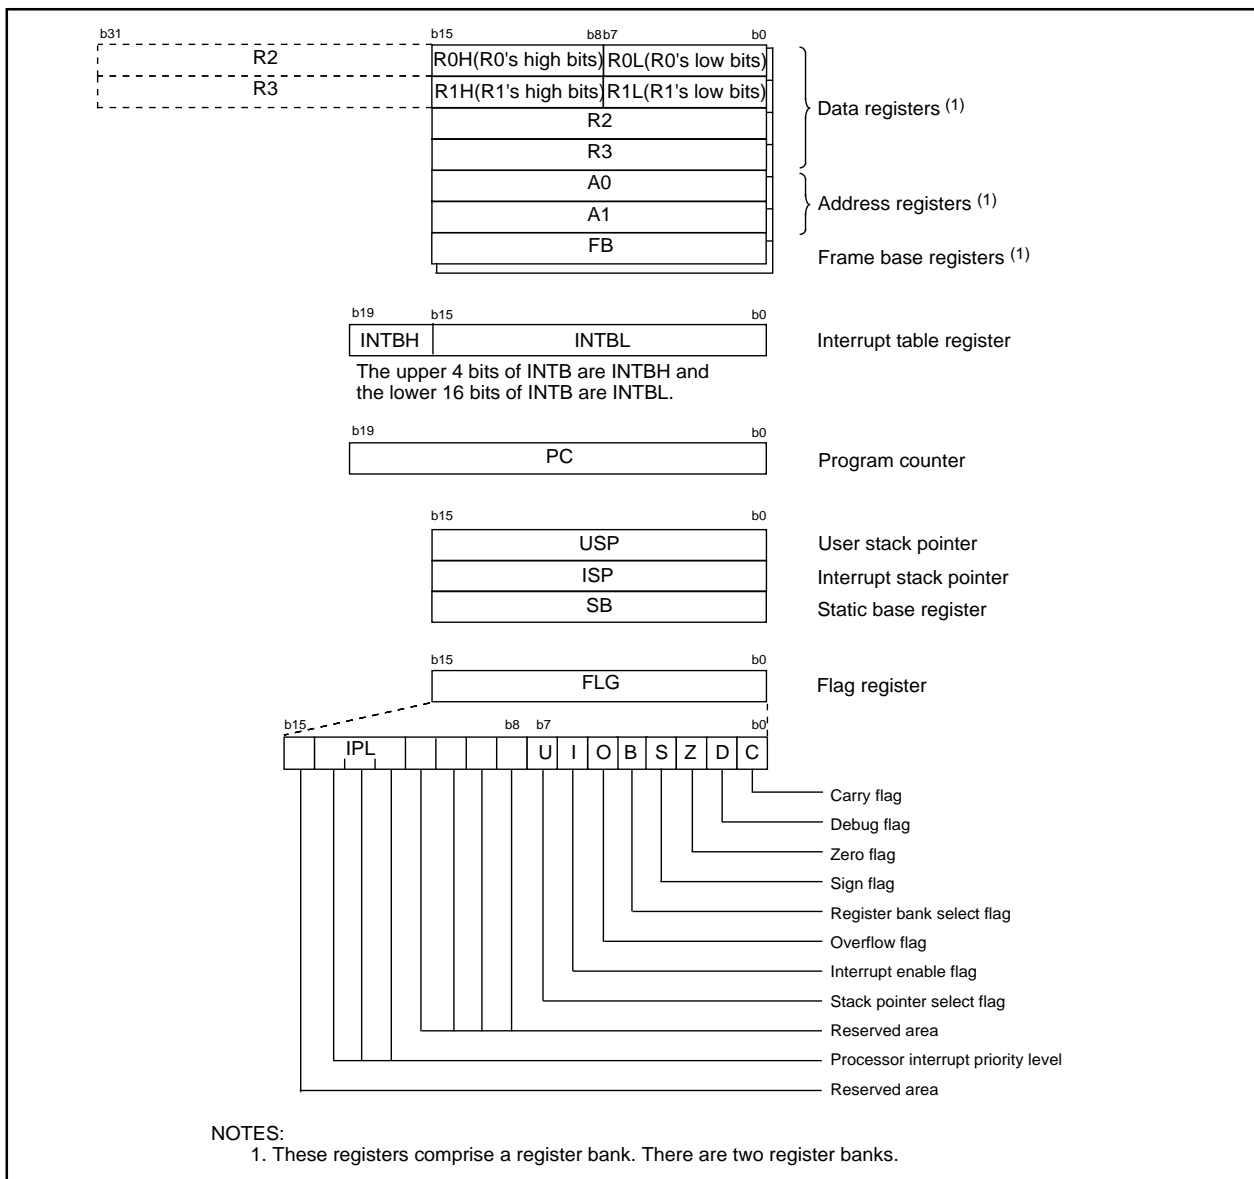 b31 b15 b8b7 b0
R2 R0H(R0's high bits) R0L(R0's low bits)
R3 R1H(R1's high bits) R1L(R1's low bits)
R2
Data registers (1)
R3
A0
A1
Address registers (1)
FB
Frame base registers (1)
b19 b15 b0
INTBH INTBL Interrupt table register
The upper 4 bits of INTB are INTBH and
the lower 16 bits of INTB are INTBL.
b19 b0
PC Program counter
b15 b0
USP User stack pointer
ISP Interrupt stack pointer
SB Static base register
b15 b0
FLG Flag register
b15 b8 b7 b0
IPL U I O B S Z D C
Carry flag
Debug flag
Zero flag
Sign flag
Register bank select flag
Overflow flag
Interrupt enable flag
Stack pointer select flag
Reserved area
Processor interrupt priority level
Reserved area
NOTES:
1. These registers comprise a register bank. There are two register banks.